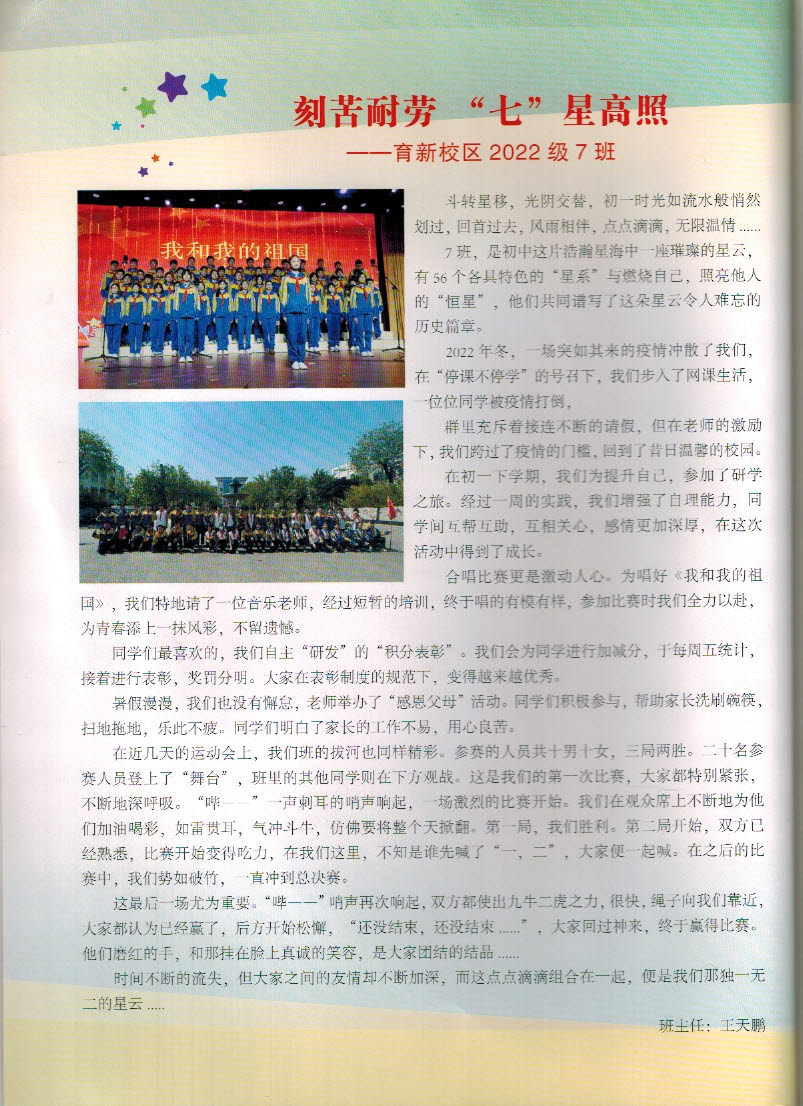 刻苦耐劳 “七”星高照
——育新校区 2022 级 7 班
我和我的祖国
斗转星移，光阴交替，初一时光如流水般悄然
划过，回首过去，风雨相伴，点点滴滴，无限温情 ......
7 班，是初中这片浩瀚星海中一座璀璨的星云，
有 56 个各具特色的“星系”与燃烧自己，照亮他人
的“恒星”，他们共同谱写了这朵星云令人难忘的
历史篇章。
2022 年冬，一场突如其来的疫情冲散了我们，
在“停课不停学”的号召下，我们步入了网课生活，
一位位同学被疫情打倒，
群里充斥着接连不断的请假，但在老师的激励
下，我们跨过了疫情的门槛，回到了昔日温馨的校园。
在初一下学期，我们为提升自己，参加了研学
之旅。经过一周的实践，我们增强了自理能力，同
学间互帮互助，互相关心，感情更加深厚，在这次
活动中得到了成长。
合唱比赛更是激动人心。为唱好《我和我的祖
国》，我们特地请了一位音乐老师，经过短暂的培训，终于唱的有模有样，参加比赛时我们全力以赴，
为青春添上一抹风彩，不留遗憾。
同学们最喜欢的，我们自主“研发”的“积分表彰”。我们会为同学进行加减分，于每周五统计，
接着进行表彰，奖罚分明。大家在表彰制度的规范下，变得越来越优秀。
暑假漫漫，我们也没有懈怠，老师举办了“感恩父母”活动。同学们积极参与，帮助家长洗刷碗筷，
扫地拖地，乐此不疲。同学们明白了家长的工作不易，用心良苦。
在近几天的运动会上，我们班的拔河也同样精彩。参赛的人员共十男十女，三局两胜。二十名参
赛人员登上了“舞台”，班里的其他同学则在下方观战。这是我们的第一次比赛，大家都特别紧张，
不断地深呼吸。“哔——”一声刺耳的哨声响起，一场激烈的比赛开始。我们在观众席上不断地为他
们加油喝彩，如雷贯耳，气冲斗牛，仿佛要将整个天掀翻。第一局，我们胜利。第二局开始，双方已
经熟悉，比赛开始变得吃力，在我们这里，不知是谁先喊了“一，二”，大家便一起喊。在之后的比
赛中，我们势如破竹，一直冲到总决赛。
这最后一场尤为重要。“哔——”哨声再次响起，双方都使出九牛二虎之力，很快，绳子向我们靠近，
大家都认为已经赢了，后方开始松懈，“还没结束，还没结束 ......”，大家回过神来，终于赢得比赛。
他们磨红的手，和那挂在脸上真诚的笑容，是大家团结的结晶 ......
时间不断的流失，但大家之间的友情却不断加深，而这点点滴滴组合在一起，便是我们那独一无
二的星云 .....
班主任：王天鹏